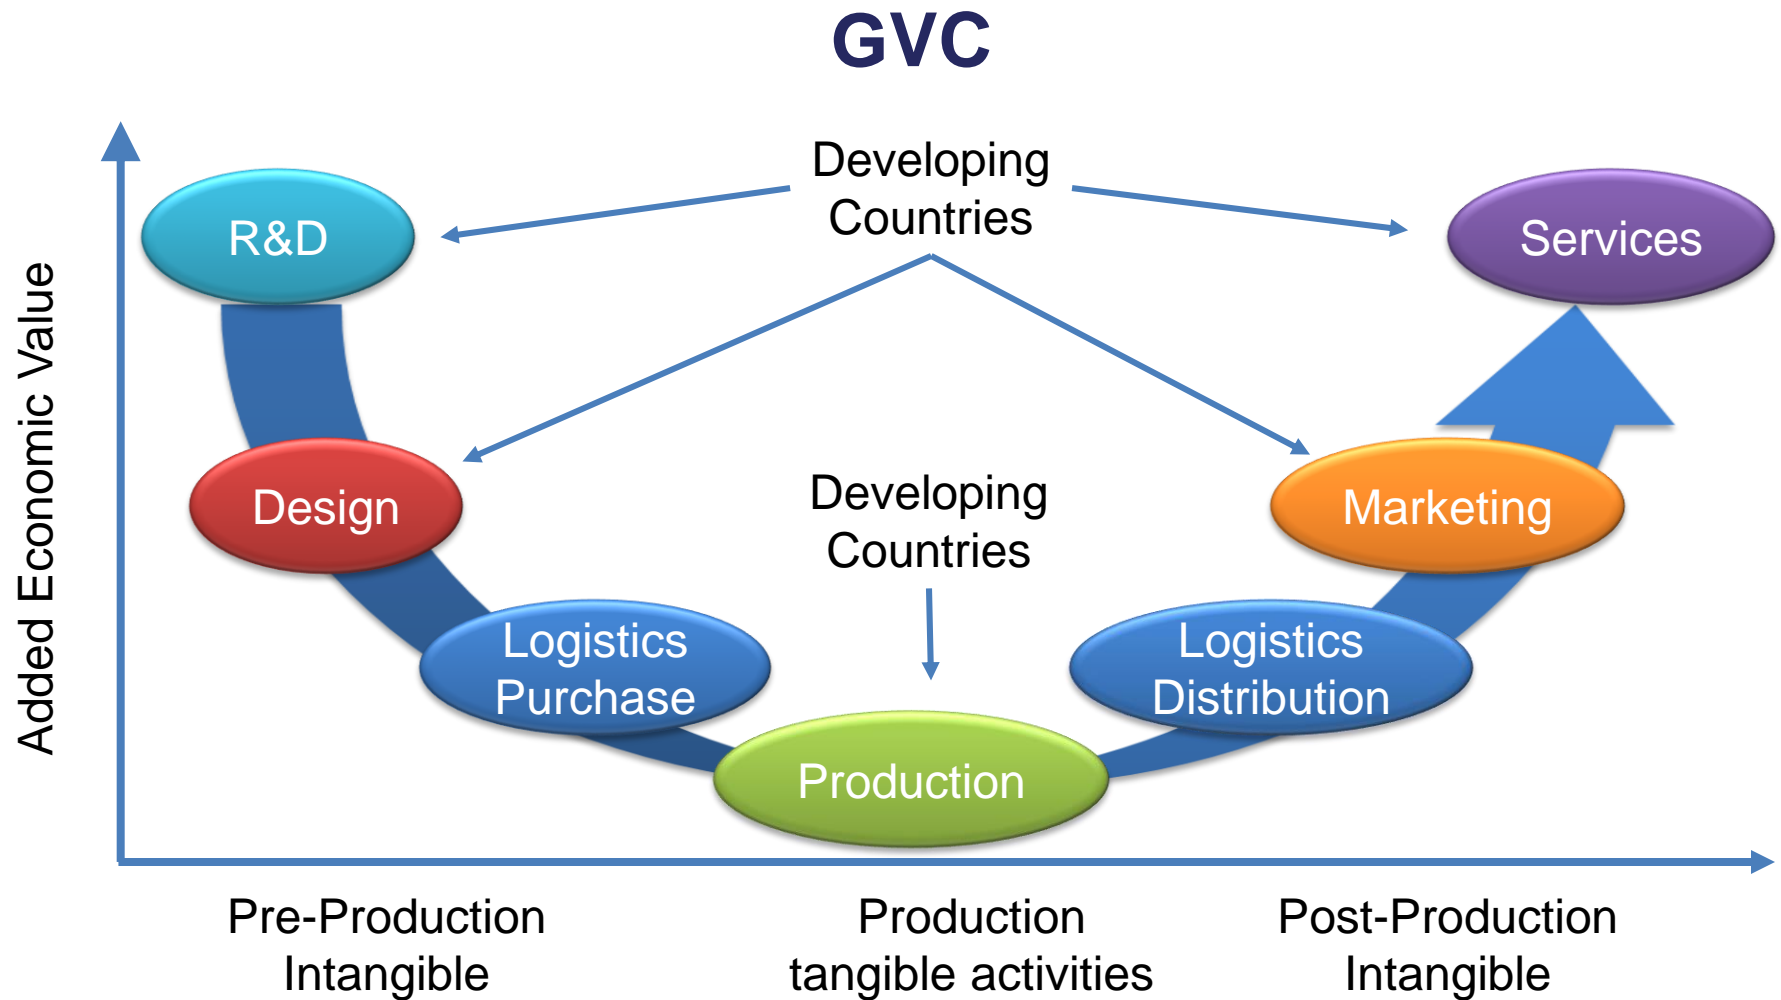 GVC
Developing
Countries
R&D
Services
Added Economic Value
Design
Developing
Countries
Marketing
Logistics
Purchase
Logistics
Distribution
Production
Pre-Production
Intangible
Production
tangible activities
Post-Production
Intangible